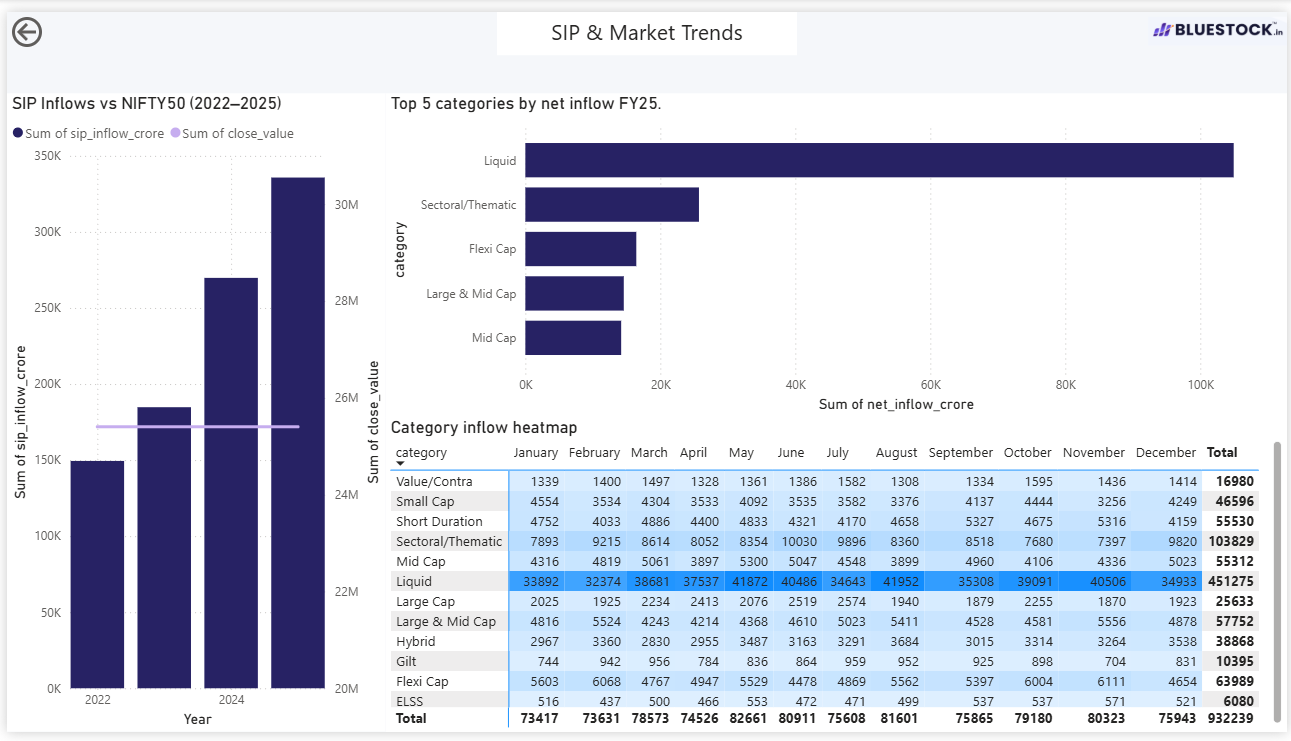 SIP & Market Trends
BLUESTOCK.in
SIP Inflows vs NIFTY50 (2022–2025)
Sum of sip_inflow_crore Sum of close_value
350K
300K
250K
200K
150K
100K
50K
0K
Sum of sip_inflow_crore
30M
28M
26M
24M
22M
20M
Sum of close_value
2022 2024
Year
Top 5 categories by net inflow FY25.
category
Liquid
Sectoral/Thematic
Flexi Cap
Large & Mid Cap
Mid Cap
0K 20K 40K 60K 80K 100K
Sum of net_inflow_crore
Category inflow heatmap
category January February March April May June July August September October November December Total
Value/Contra 1339 1400 1497 1328 1361 1386 1582 1308 1334 1595 1436 1414 16980
Small Cap 4554 3534 4304 3533 4092 3535 3582 3376 4137 4444 3256 4249 46596
Short Duration 4752 4033 4886 4400 4833 4321 4170 4658 5327 4675 5316 4159 55530
Sectoral/Thematic 7893 9215 8614 8052 8354 10030 9896 8360 8518 7680 7397 9820 103829
Mid Cap 4316 4819 5061 3897 5300 5047 4548 3899 4960 4106 4336 5023 55312
Liquid 33892 32374 38681 37537 41872 40486 34643 41952 35308 39091 40506 34933 451275
Large Cap 2025 1925 2234 2413 2076 2519 2574 1940 1879 2255 1870 1923 25633
Large & Mid Cap 4816 5524 4243 4214 4368 4610 5023 5411 4528 4581 5556 4878 57752
Hybrid 2967 3360 2830 2955 3487 3163 3291 3684 3015 3314 3264 3538 38868
Gilt 744 942 956 784 836 864 959 952 925 898 704 831 10395
Flexi Cap 5603 6068 4767 4947 5529 4478 4869 5562 5397 6004 6111 4654 63989
ELSS 516 437 500 466 553 472 471 499 537 537 571 521 6080
Total 73417 73631 78573 74526 82661 80911 75608 81601 75865 79180 80323 75943 932239